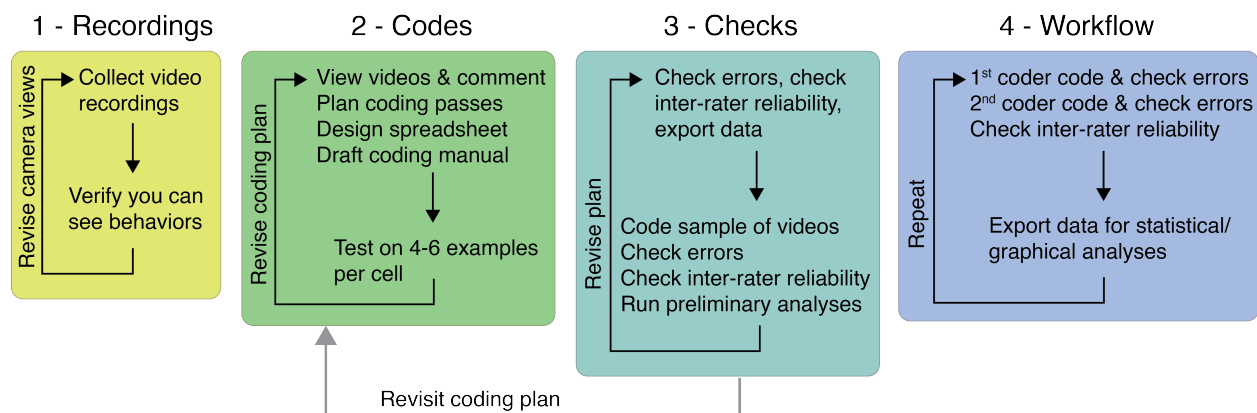 1 - Recordings
Revise camera views
Collect video
recordings
Verify you can
see behaviors
2 - Codes
Revise coding plan
View videos & comment
Plan coding passes
Design spreadsheet
Draft coding manual
Test on 4-6 examples
per cell
3 - Checks
Revise plan
Check errors, check
inter-rater reliability,
export data
Code sample of videos
Check errors
Check inter-rater reliability
Run preliminary analyses
4 - Workflow
Repeat
1st coder code & check errors
2nd coder code & check errors
Check inter-rater reliability
Export data for statistical/
graphical analyses
Revisit coding plan